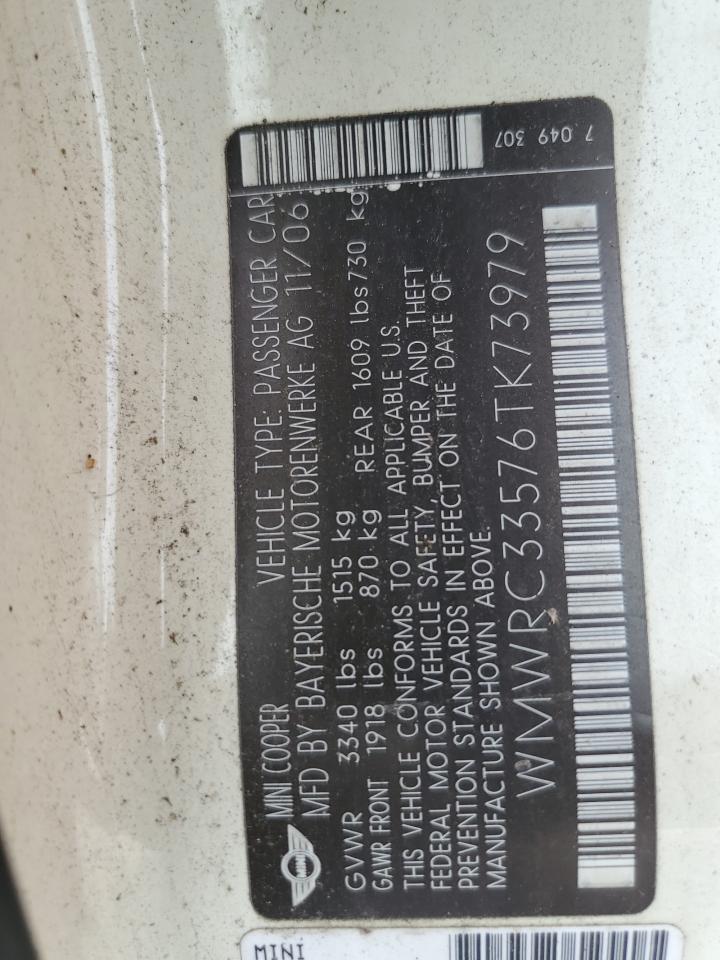 MINI
MINI COOPER VEHICLE TYPE: PASSENGER CAR
MFD BY BAYERISCHE MOTORENWERKE AG 11/06
GVWR 3340 lbs 1515 kg
GAWR FRONT 1918 lbs 870 kg REAR 1609 lbs 730 kg
THIS VEHICLE CONFORMS TO ALL APPLICABLE U.S.
FEDERAL MOTOR VEHICLE SAFETY, BUMPER AND THEFT
PREVENTION STANDARDS IN EFFECT ON THE DATE OF
MANUFACTURE SHOWN ABOVE.
WMWRC33576TK73979
7 049 307
MINI